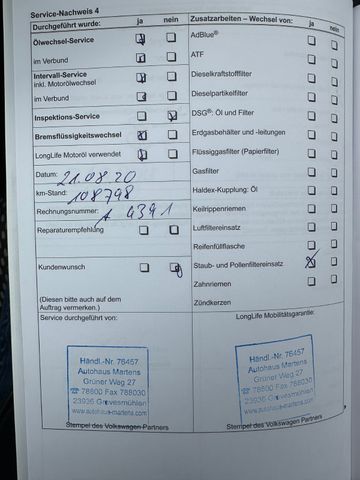 Service-Nachweis 4
Durchgeführt wurde: ja nein
Ölwechsel-Service
im Verbund
Intervall-Service
inkl. Motorölwechsel
im Verbund
Inspektions-Service
Bremsflüssigkeitswechsel
LongLife Motoröl verwendet
Datum: 21.08.20
km-Stand: 108798
Rechnungsnummer: A 4391
Reparaturempfehlung
Kundenwunsch
(Diesen bitte auch auf dem
Auftrag vermerken.)
Service durchgeführt von:
Händl.-Nr. 76457
Autohaus Martens
Grüner Weg 27
☎ 78600 Fax 788030
23936 Grevesmühlen
www.autohaus-martens.com
Stempel des Volkswagen Partners
Zusatzarbeiten – Wechsel von: ja nein
AdBlue®
ATF
Dieselkraftstofffilter
Dieselpartikelfilter
DSG®: Öl und Filter
Erdgasbehälter und -leitungen
Flüssiggasfilter (Papierfilter)
Gasfilter
Haldex-Kupplung: Öl
Keilrippenriemen
Luftfiltereinsatz
Reifenfüllflasche
Staub- und Pollenfiltereinsatz
Zahnriemen
Zündkerzen
LongLife Mobilitätsgarantie:
Händl.-Nr. 76457
Autohaus Martens
Grüner Weg 27
☎ 78600 Fax 788030
23936 Grevesmühlen
www.autohaus-martens.com
Stempel des Volkswagen Partners